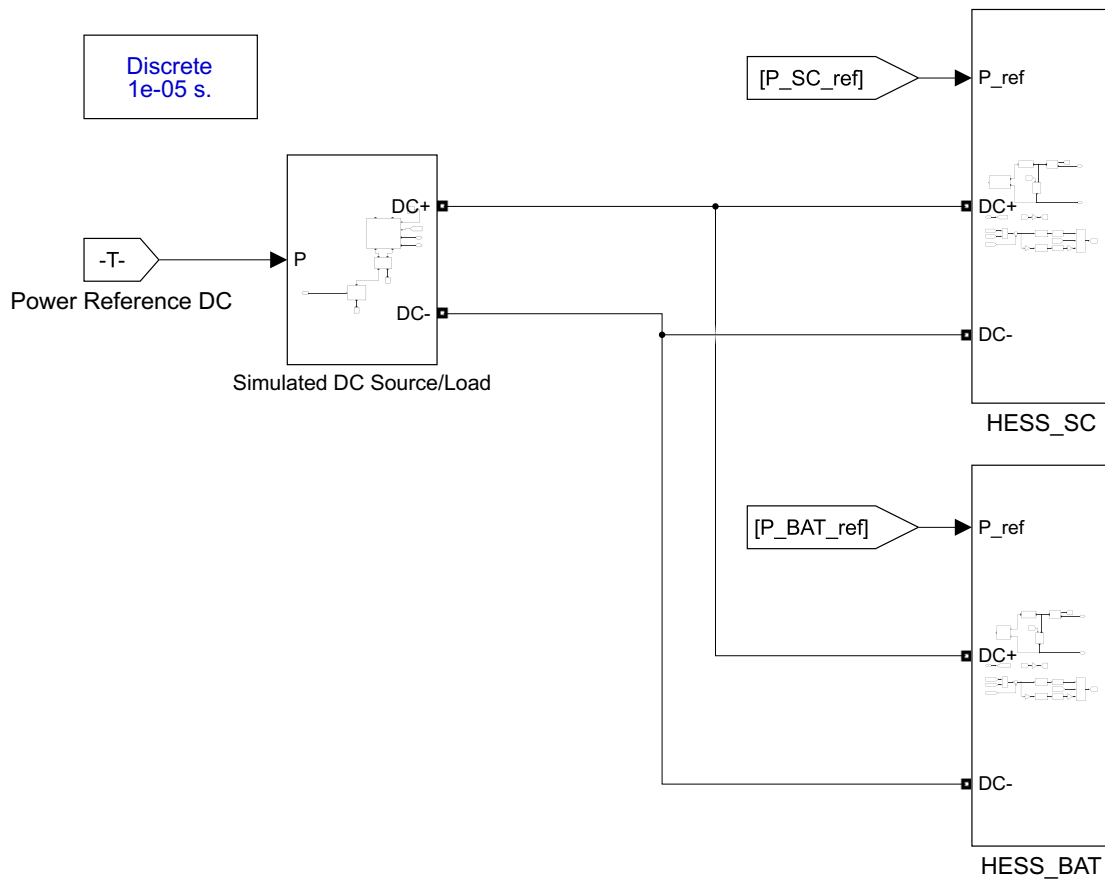 Discrete
1e-05 s.
[P_SC_ref]
P_ref
DC+
DC+
-T-
P
Power Reference DC
DC-
DC-
Simulated DC Source/Load
HESS_SC
[P_BAT_ref]
P_ref
DC+
DC-
HESS_BAT